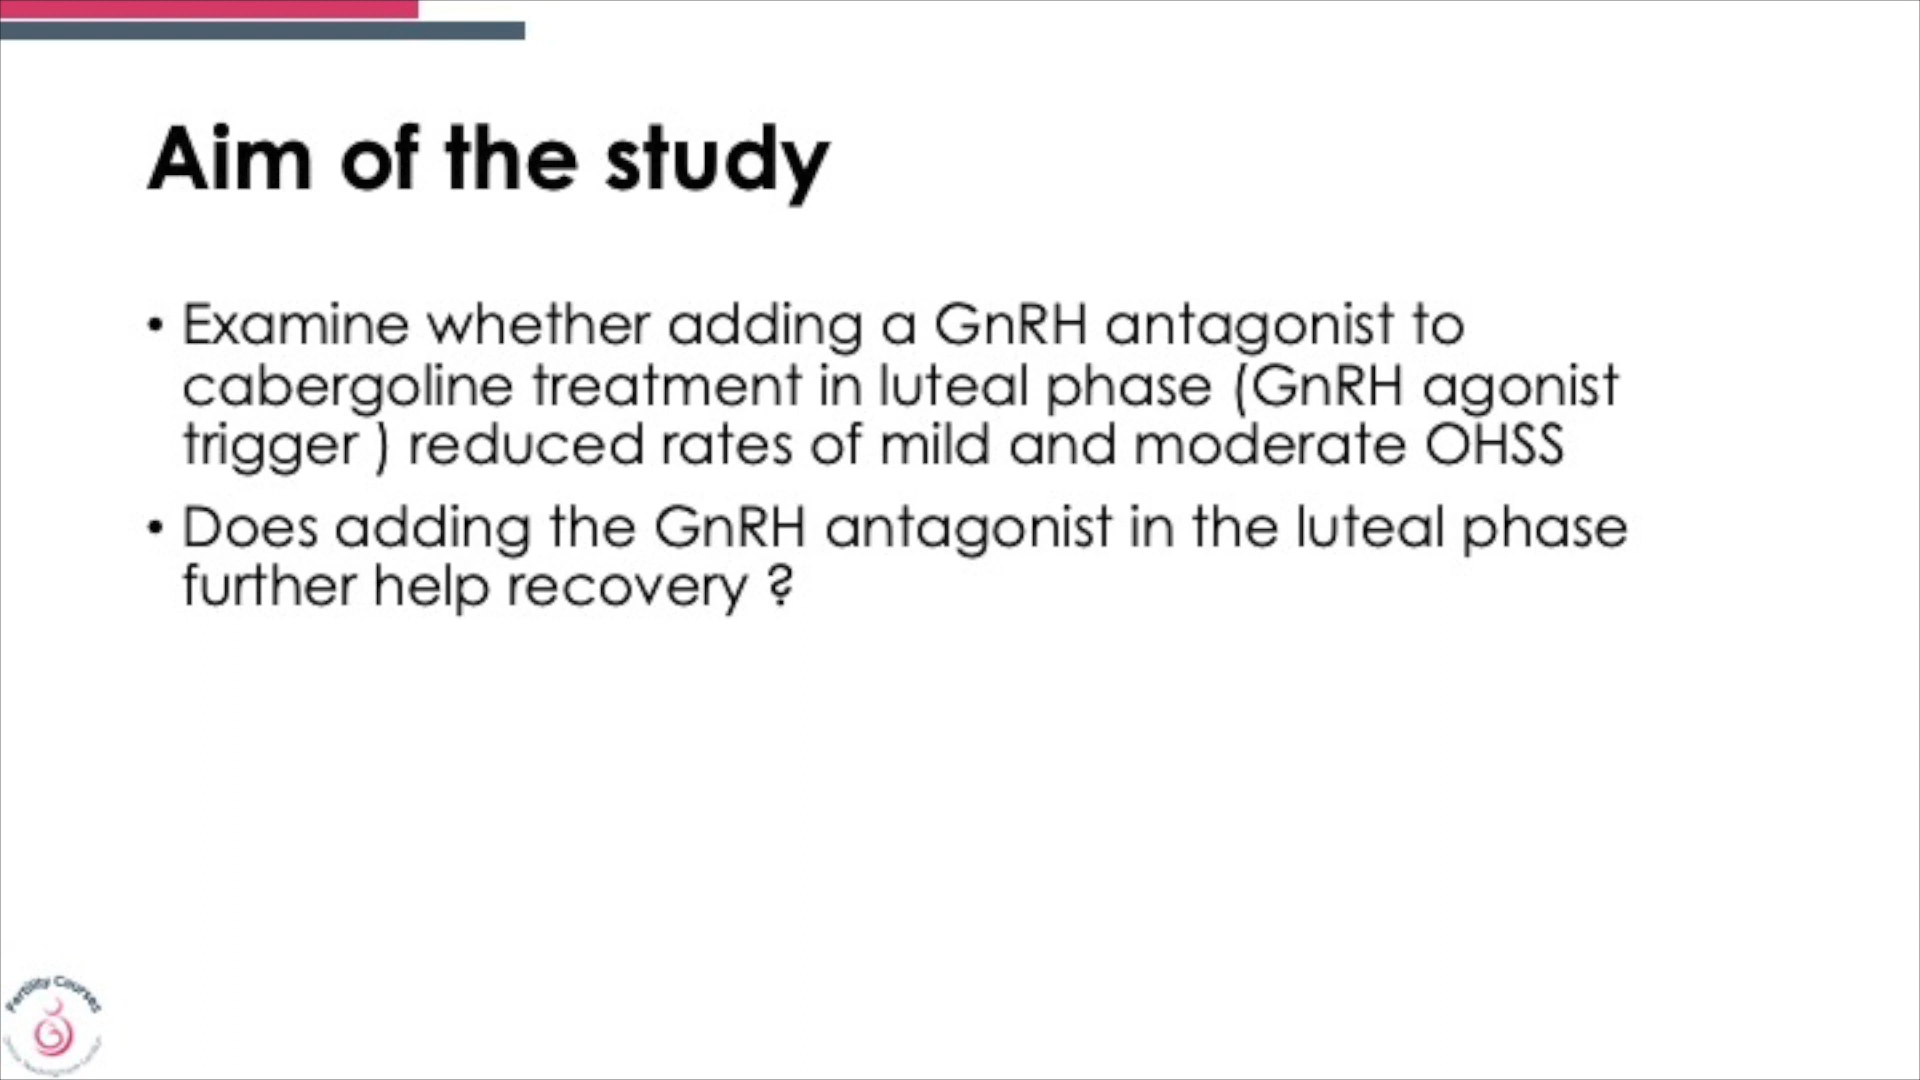 Aim of the study
• Examine whether adding a GnRH antagonist to
cabergoline treatment in luteal phase (GnRH agonist
trigger ) reduced rates of mild and moderate OHSS
• Does adding the GnRH antagonist in the luteal phase
further help recovery ?
Fertility Courses